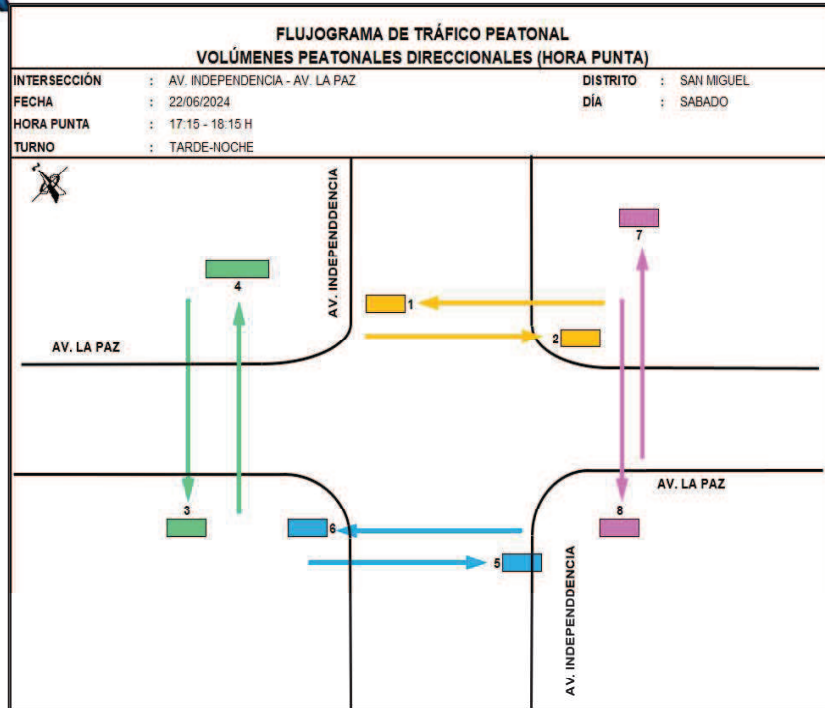 FLUJOGRAMA DE TRÁFICO PEATONAL
VOLÚMENES PEATONALES DIRECCIONALES (HORA PUNTA)
INTERSECCIÓN : AV. INDEPENDENCIA - AV. LA PAZ DISTRITO : SAN MIGUEL
FECHA : 22/06/2024 DÍA : SABADO
HORA PUNTA : 17:15 - 18:15 H
TURNO : TARDE-NOCHE
AV. INDEPENDDENCIA
7
4
1
2
AV. LA PAZ
AV. LA PAZ
3
6
8
5
AV. INDEPENDDENCIA